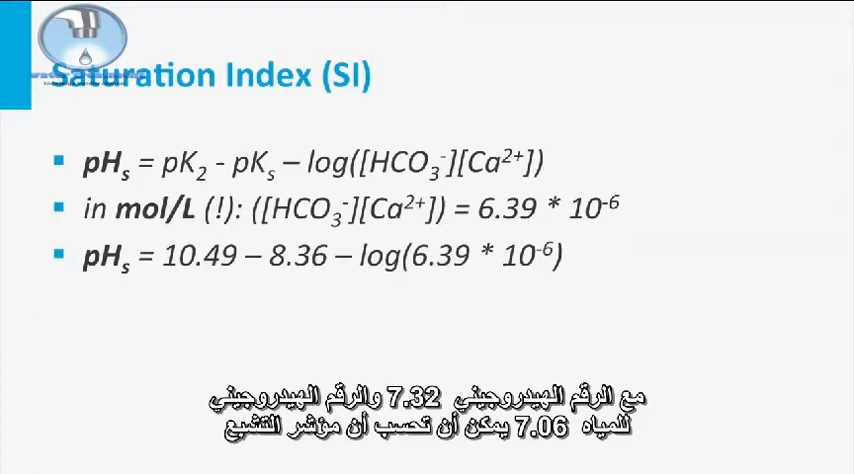 Saturation Index (SI)
pHs = pK2 - pKs – log([HCO3-][Ca2+])
in mol/L (!): ([HCO3-][Ca2+]) = 6.39 * 10-6
pHs = 10.49 – 8.36 – log(6.39 * 10-6)
مع الرقم الهيدروجيني 7.32 والرقم الهيدروجيني
للمياه 7.06 يمكن أن تحسب أن مؤشر التشبع